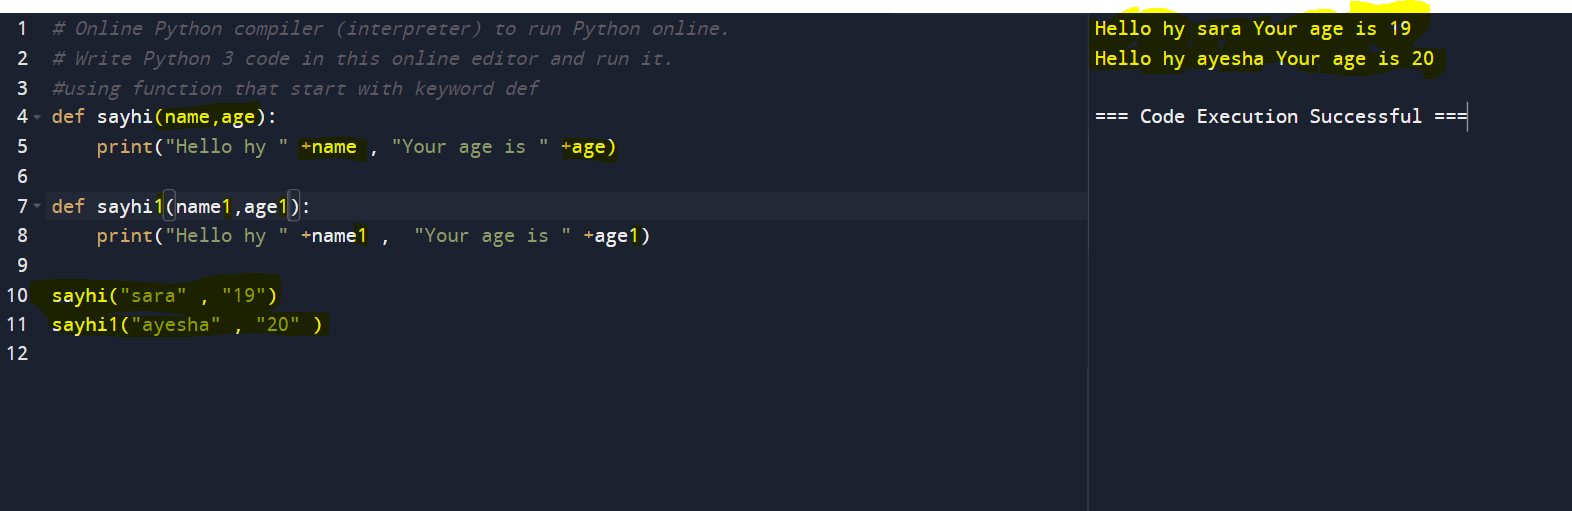 1 # Online Python compiler (interpreter) to run Python online.
2 # Write Python 3 code in this online editor and run it.
3 #using function that start with keyword def
4 def sayhi(name,age):
5     print("Hello hy " +name , "Your age is " +age)
6
7 def sayhi1(name1,age1):
8     print("Hello hy " +name1 ,  "Your age is " +age1)
9
10 sayhi("sara" , "19")
11 sayhi1("ayesha" , "20" )
12
Hello hy sara Your age is 19
Hello hy ayesha Your age is 20
=== Code Execution Successful ===